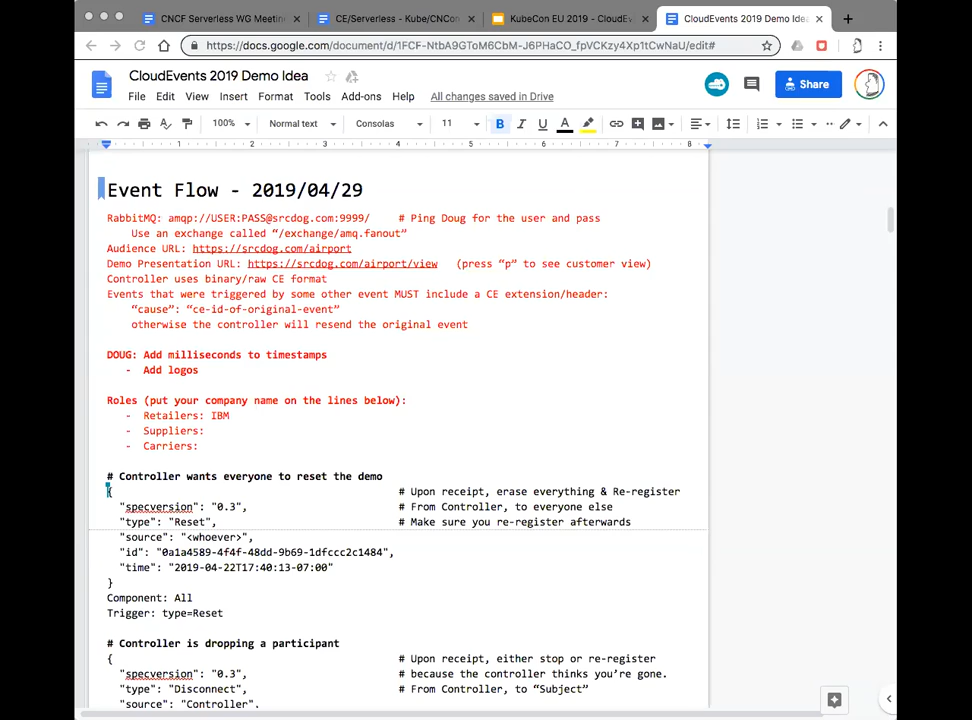 CNCF Serverless WG Meetin
CE/Serverless - Kube/CNCon
KubeCon EU 2019 - CloudEv
CloudEvents 2019 Demo Idea
https://docs.google.com/document/d/1FCF-NtbA9GToM6CbM-J6PHaCO_fpVCKzy4Xp1tCwNaU/edit#
CloudEvents 2019 Demo Idea
File Edit View Insert Format Tools Add-ons Help All changes saved in Drive
Share
100% Normal text Consolas 11 B I U A
1 2 3 4 5 6 7 8
Event Flow - 2019/04/29
RabbitMQ: amqp://USER:PASS@srcdog.com:9999/ # Ping Doug for the user and pass
Use an exchange called “/exchange/amq.fanout”
Audience URL: https://srcdog.com/airport
Demo Presentation URL: https://srcdog.com/airport/view (press “p” to see customer view)
Controller uses binary/raw CE format
Events that were triggered by some other event MUST include a CE extension/header:
“cause”: “ce-id-of-original-event”
otherwise the controller will resend the original event
DOUG: Add milliseconds to timestamps
- Add logos
Roles (put your company name on the lines below):
- Retailers: IBM
- Suppliers:
- Carriers:
# Controller wants everyone to reset the demo
{ # Upon receipt, erase everything & Re-register
"specversion": "0.3", # From Controller, to everyone else
"type": "Reset", # Make sure you re-register afterwards
"source": "<whoever>",
"id": "0a1a4589-4f4f-48dd-9b69-1dfccc2c1484",
"time": "2019-04-22T17:40:13-07:00"
}
Component: All
Trigger: type=Reset
# Controller is dropping a participant
{ # Upon receipt, either stop or re-register
"specversion": "0.3", # because the controller thinks you’re gone.
"type": "Disconnect", # From Controller, to “Subject”
"source": "Controller",